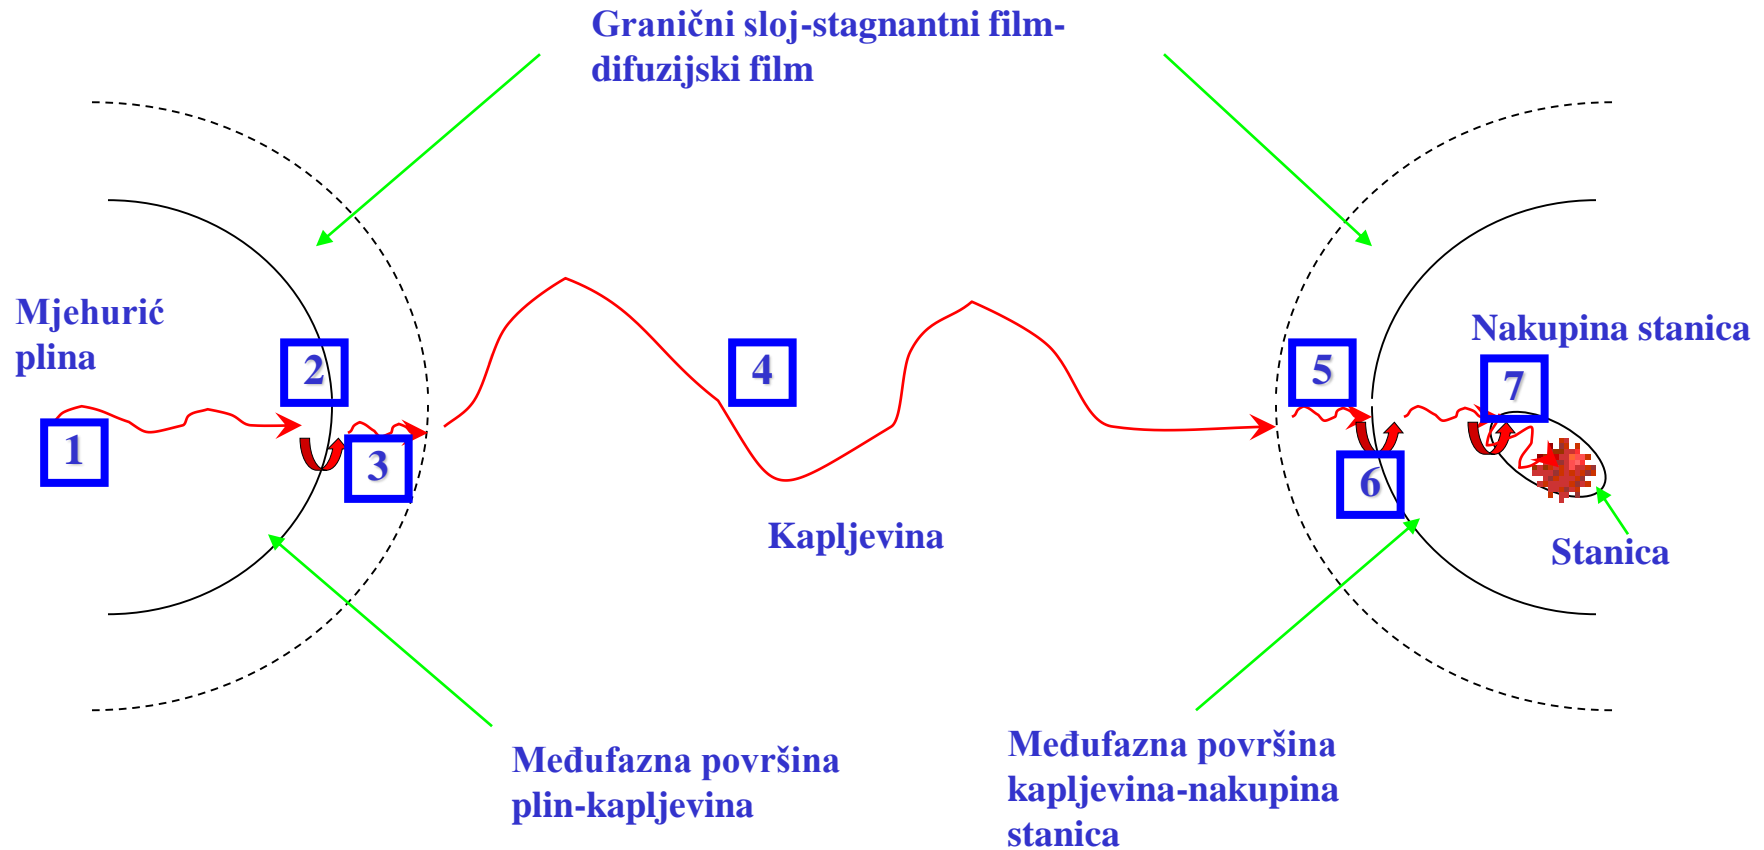 Granični sloj-stagnantni film-
difuzijski film
Mjehurić
plina
Nakupina stanica
2
4
5
7
1
3
6
Kapljevina
Stanica
Međufazna površina
plin-kapljevina
Međufazna površina
kapljevina-nakupina
stanica